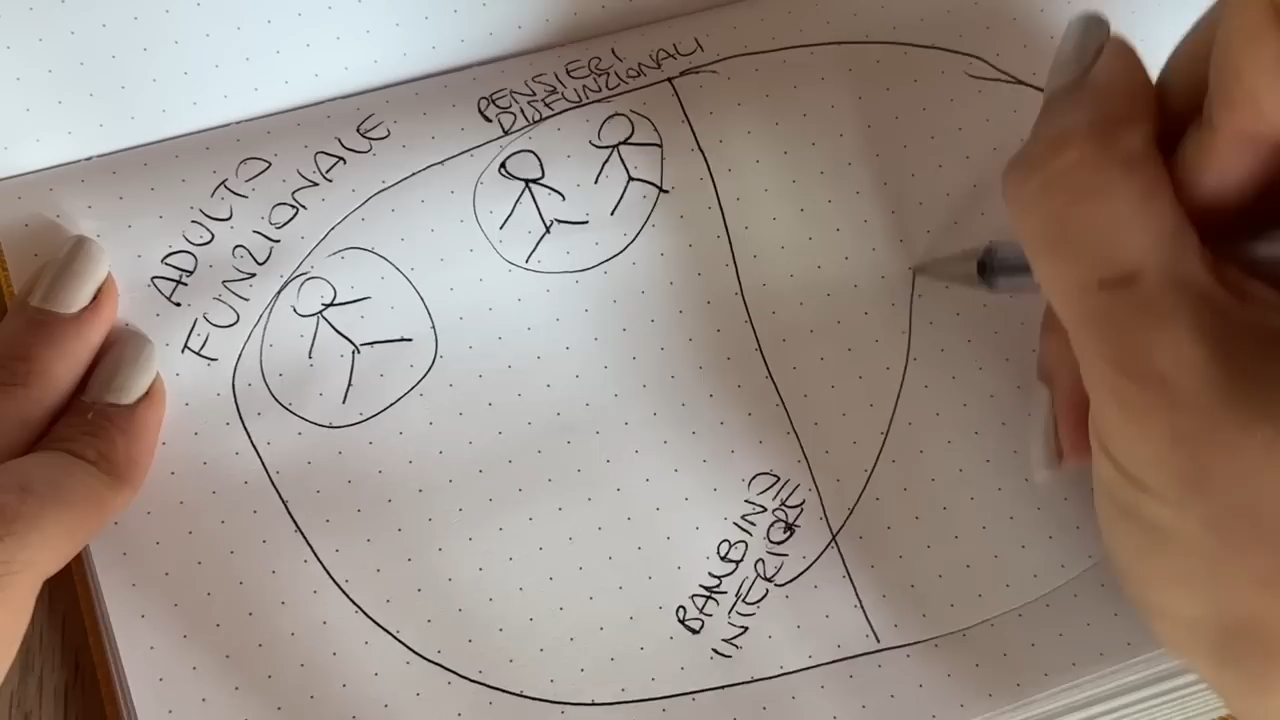 ADULTO
FUNZIONALE
PENSIERI
DISFUNZIONALI
BAMBINO
INTERIORE